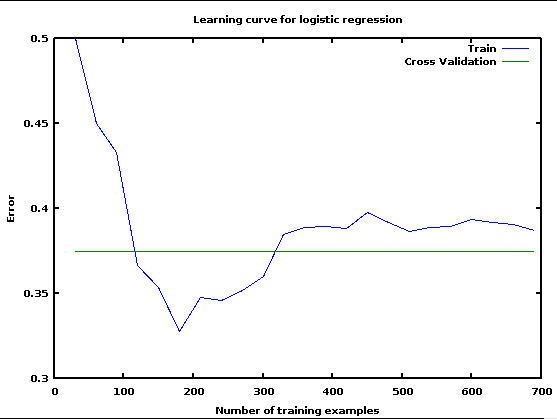 Learning curve for logistic regression
Train
Cross Validation
0.5
0.45
0.4
0.35
0.3
Error
0 100 200 300 400 500 600 700
Number of training examples